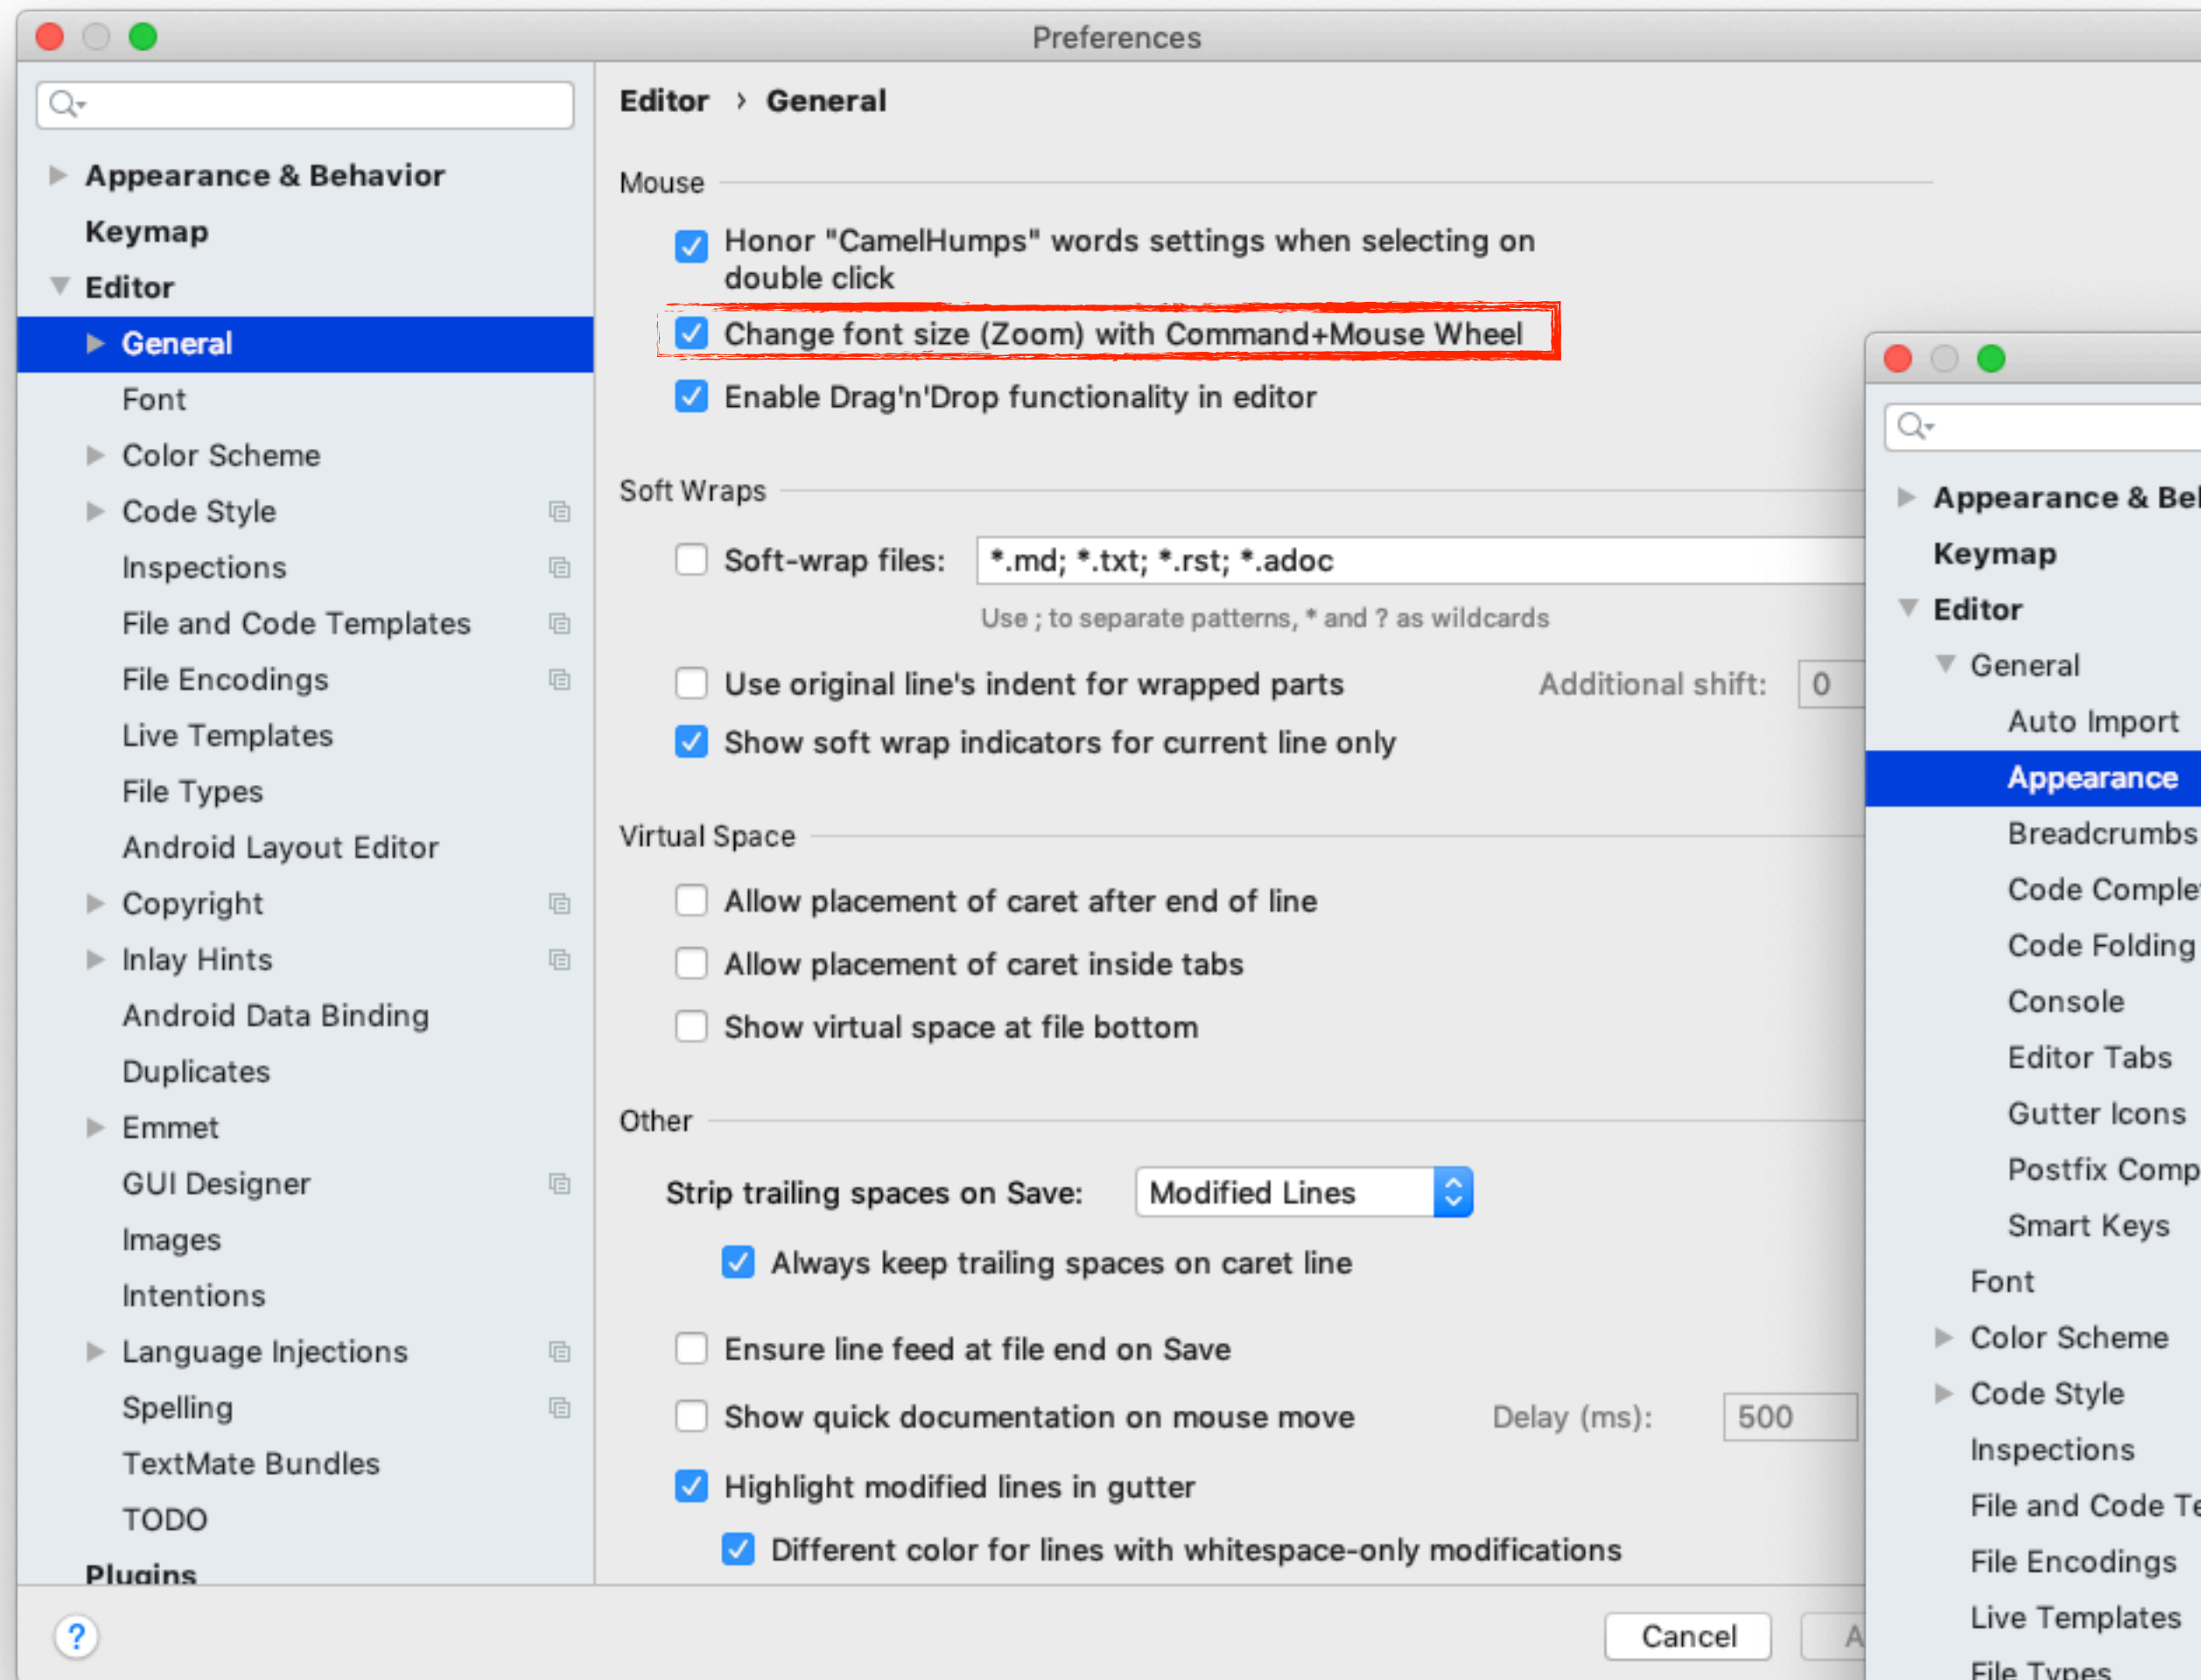 Preferences
Appearance & Behavior
Keymap
Editor
General
Font
Color Scheme
Code Style
Inspections
File and Code Templates
File Encodings
Live Templates
File Types
Android Layout Editor
Copyright
Inlay Hints
Android Data Binding
Duplicates
Emmet
GUI Designer
Images
Intentions
Language Injections
Spelling
TextMate Bundles
TODO
Plugins
?
Editor › General
Mouse
Honor "CamelHumps" words settings when selecting on
double click
Change font size (Zoom) with Command+Mouse Wheel
Enable Drag'n'Drop functionality in editor
Soft Wraps
Soft-wrap files: *.md; *.txt; *.rst; *.adoc
Use ; to separate patterns, * and ? as wildcards
Use original line's indent for wrapped parts Additional shift: 0
Show soft wrap indicators for current line only
Virtual Space
Allow placement of caret after end of line
Allow placement of caret inside tabs
Show virtual space at file bottom
Other
Strip trailing spaces on Save: Modified Lines
Always keep trailing spaces on caret line
Ensure line feed at file end on Save
Show quick documentation on mouse move Delay (ms): 500
Highlight modified lines in gutter
Different color for lines with whitespace-only modifications
Cancel
Appearance &
Keymap
Editor
General
Auto Import
Appearance
Breadcrumbs
Code
Code Folding
Console
Editor Tabs
Gutter Icons
Postfix
Smart Keys
Font
Color Scheme
Code Style
Inspections
File and Code
File Encodings
Live Templates
File Types